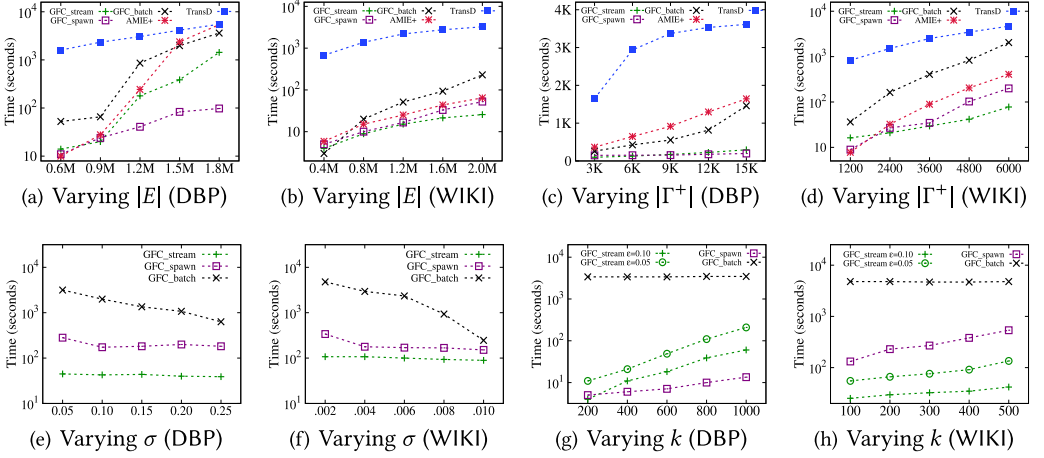 GFC_stream GFC_batch TransD
GFC_spawn AMIE+
Time (seconds)
10^4
10^3
10^2
10
0.6M 0.9M 1.2M 1.5M 1.8M
(a) Varying |E| (DBP)
GFC_stream GFC_batch TransD
GFC_spawn AMIE+
Time (seconds)
10^4
10^3
10^2
10
0.4M 0.8M 1.2M 1.6M 2.0M
(b) Varying |E| (WIKI)
GFC_stream GFC_batch TransD
GFC_spawn AMIE+
Time (seconds)
4K
3K
2K
1K
0
3K 6K 9K 12K 15K
(c) Varying |Γ⁺| (DBP)
GFC_stream GFC_batch TransD
GFC_spawn AMIE+
Time (seconds)
10^4
10^3
10^2
10
1200 2400 3600 4800 6000
(d) Varying |Γ⁺| (WIKI)
GFC_stream
GFC_spawn
GFC_batch
Time (seconds)
10^4
10^3
10^2
10^1
0.05 0.10 0.15 0.20 0.25
(e) Varying σ (DBP)
GFC_stream
GFC_spawn
GFC_batch
Time (seconds)
10^4
10^3
10^2
10^1
.002 .004 .006 .008 .010
(f) Varying σ (WIKI)
GFC_stream ε=0.10 GFC_spawn
GFC_stream ε=0.05 GFC_batch
Time (seconds)
10^4
10^3
10^2
10^1
200 400 600 800 1000
(g) Varying k (DBP)
GFC_stream ε=0.10 GFC_spawn
GFC_stream ε=0.05 GFC_batch
Time (seconds)
10^4
10^3
10^2
100 200 300 400 500
(h) Varying k (WIKI)